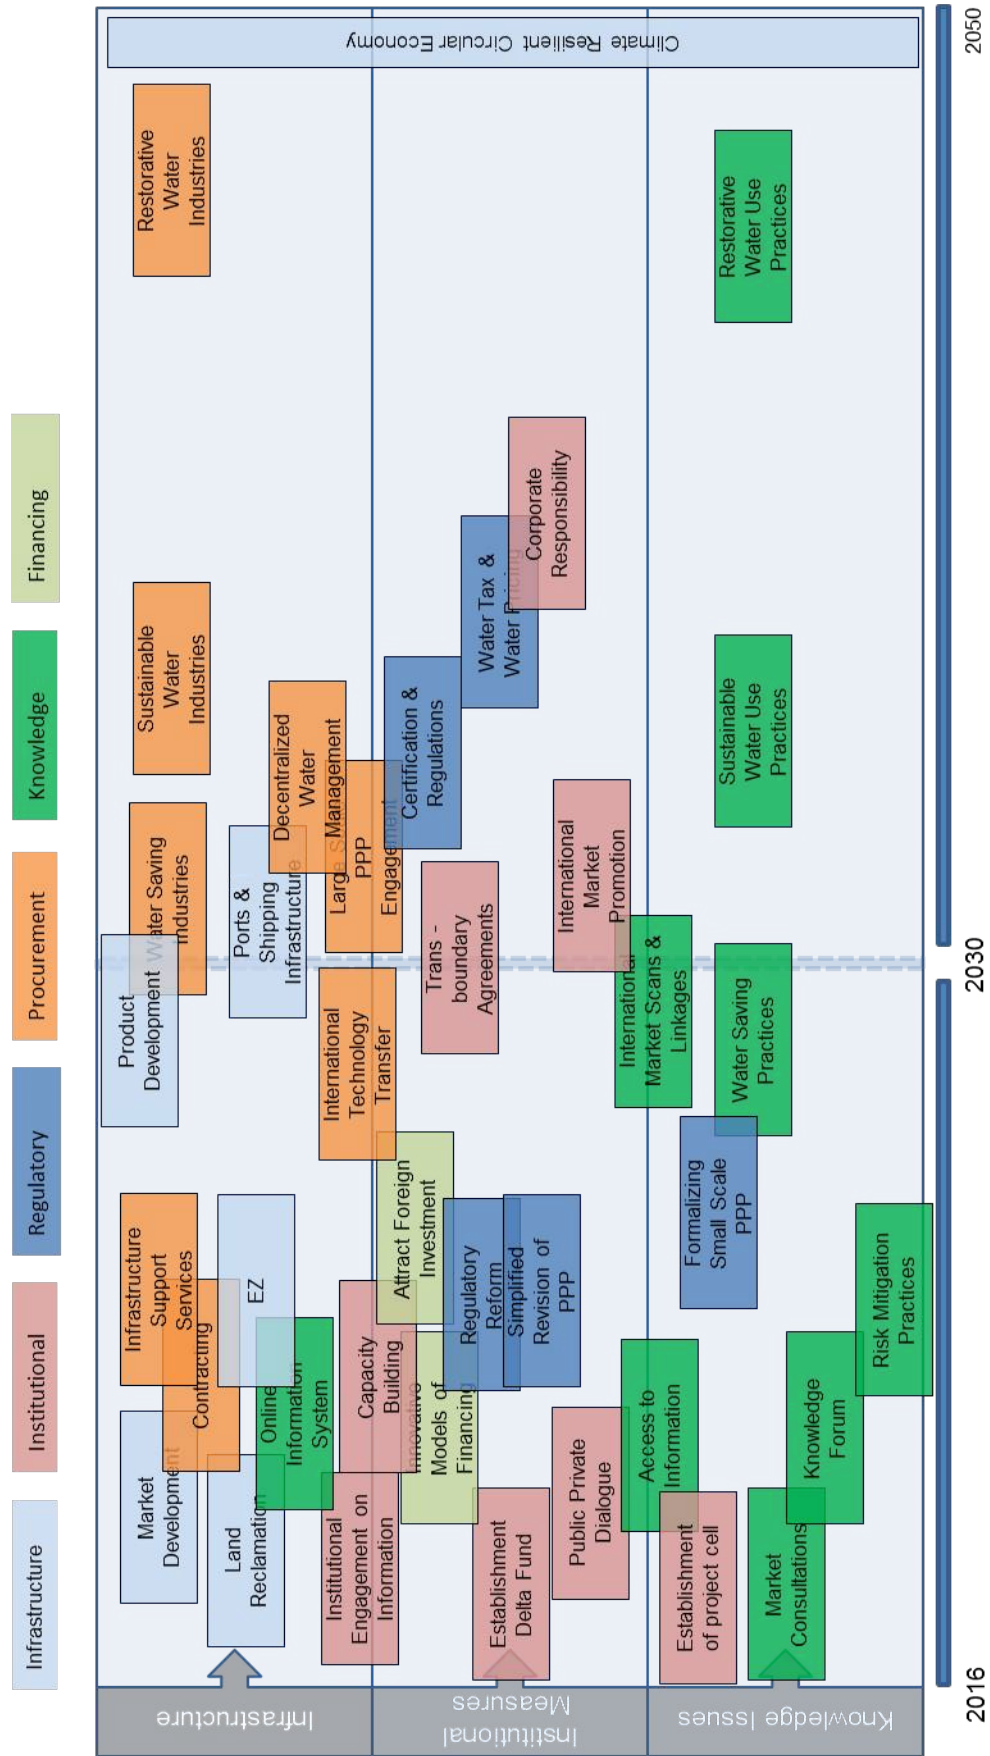 Infrastructure
Institutional
Regulatory
Procurement
Knowledge
Financing
Infrastructure
Institutional
Measures
Knowledge Issues
Market
Development
Land
Reclamation
Contracting
Infrastructure
Support
Services
EZ
Online
Information
System
Institutional
Engagement on
Information
Capacity
Building
Innovative
Models of
Financing
Attract Foreign
Investment
Establishment
Delta Fund
Regulatory
Reform
Simplified
Revision of
PPP
Public Private
Dialogue
Access to
Information
Establishment
of project cell
Market
Consultations
Knowledge
Forum
Risk Mitigation
Practices
Formalizing
Small Scale
PPP
Water Saving
Practices
International
Market Scans &
Linkages
International
Market
Promotion
Trans -
boundary
Agreements
International
Technology
Transfer
Product
Development
Water Saving
Industries
Ports &
Shipping
Infrastructure
Large
PPP
Engagement
Decentralized
Water
Management
Certification &
Regulations
Water Tax &
Water Pricing
Corporate
Responsibility
Sustainable
Water
Industries
Sustainable
Water Use
Practices
Restorative
Water
Industries
Restorative
Water Use
Practices
Climate Resilient Circular Economy
2016
2030
2050